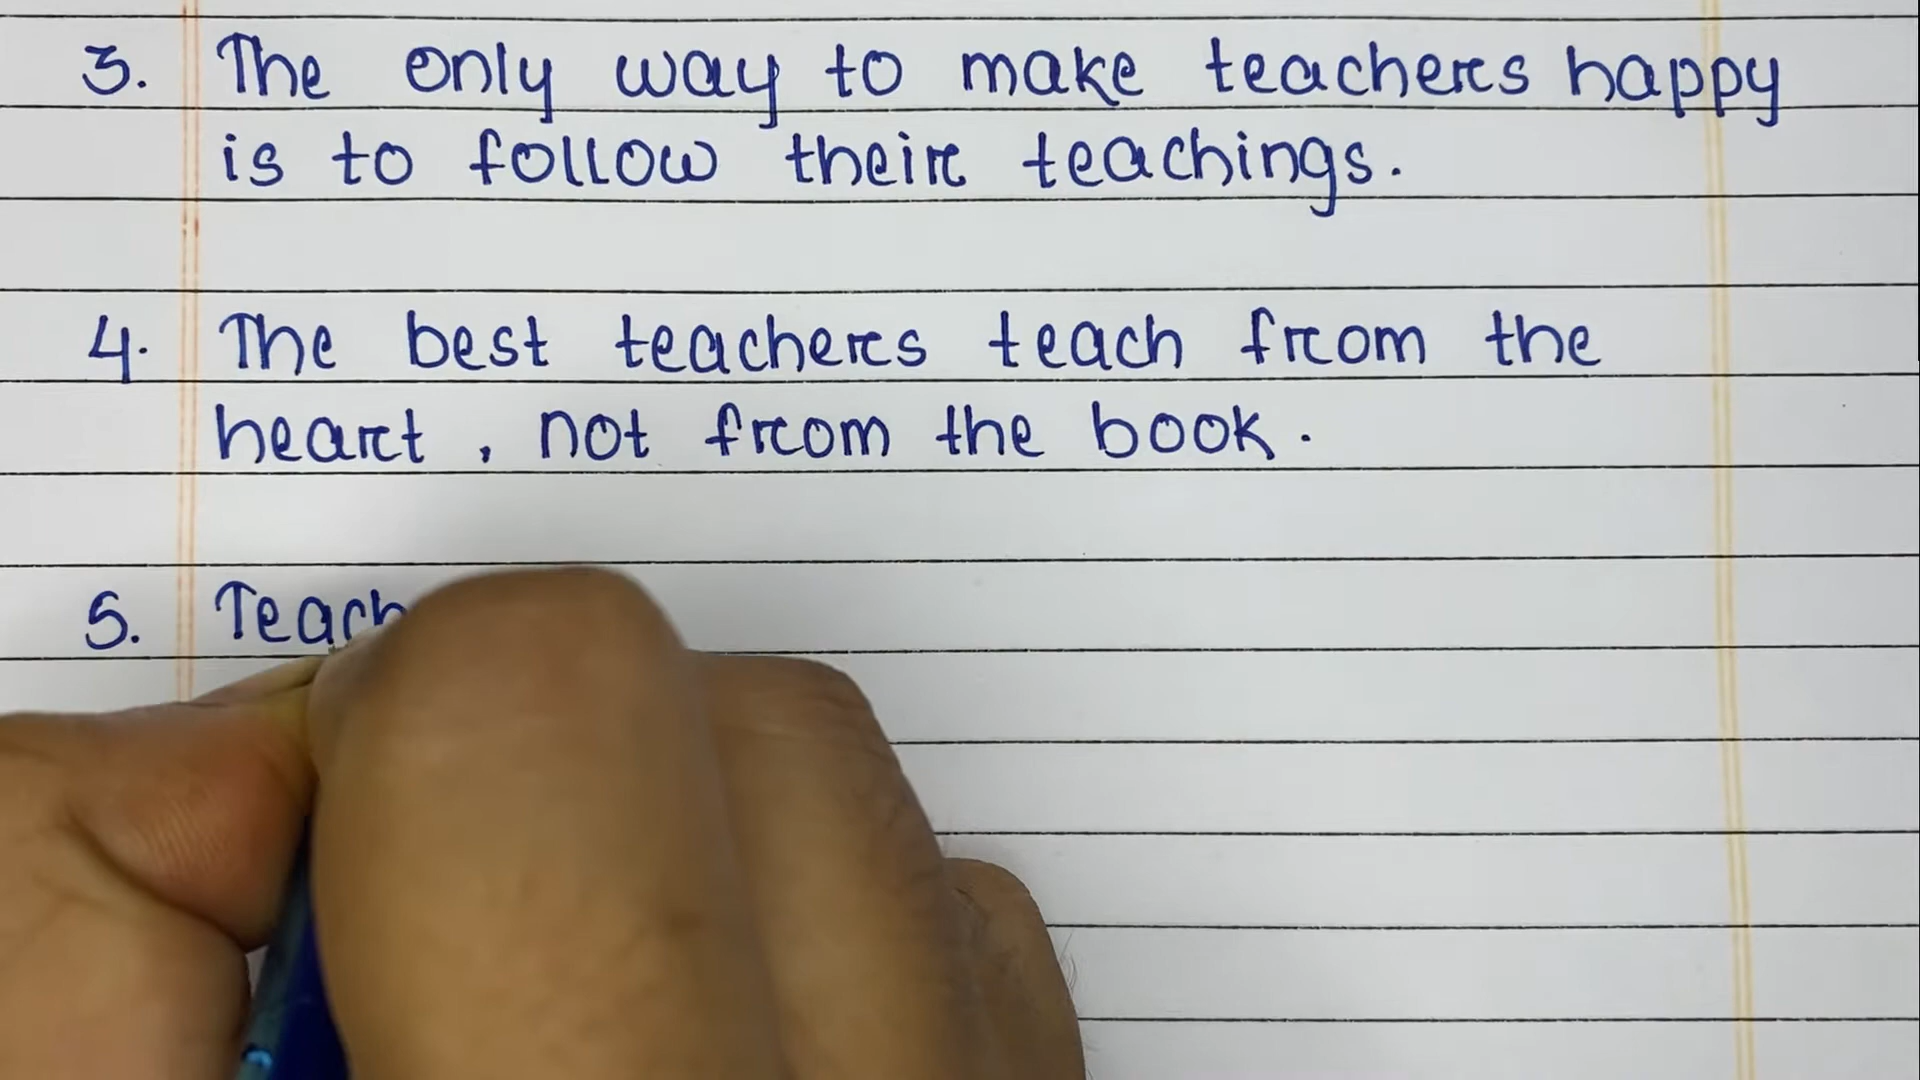 3. The only way to make teachers happy
is to follow their teachings.
4. The best teachers teach from the
heart, not from the book.
5. Teach